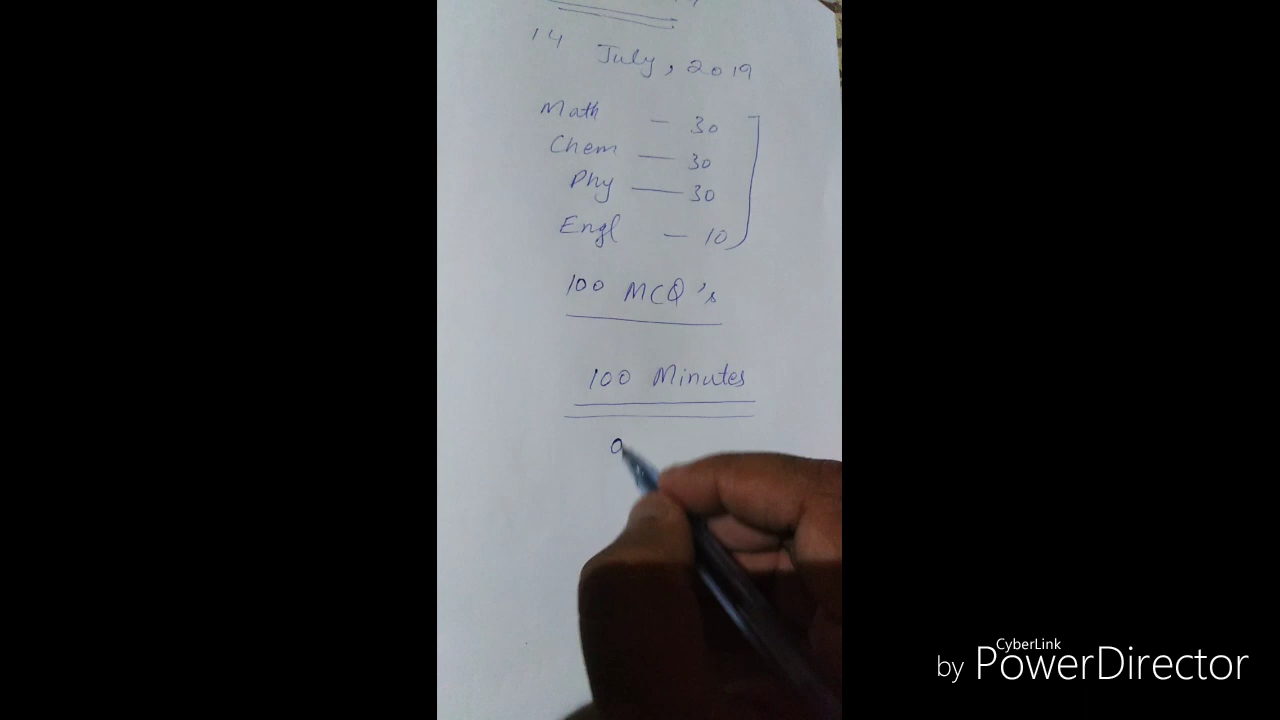 14 July, 2019
Math — 30
Chem — 30
Phy — 30
Engl — 10
100 MCQ's
100 Minutes
CyberLink
by PowerDirector